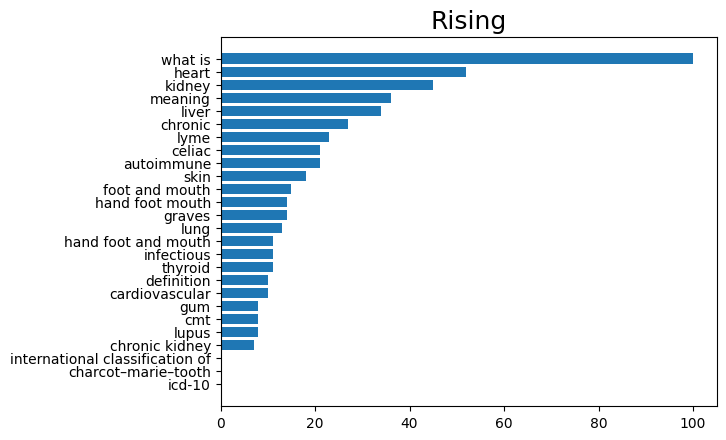 Rising
what is
heart
kidney
meaning
liver
chronic
lyme
celiac
autoimmune
skin
foot and mouth
hand foot mouth
graves
lung
hand foot and mouth
infectious
thyroid
definition
cardiovascular
gum
cmt
lupus
chronic kidney
international classification of
charcot–marie–tooth
icd-10
0 20 40 60 80 100